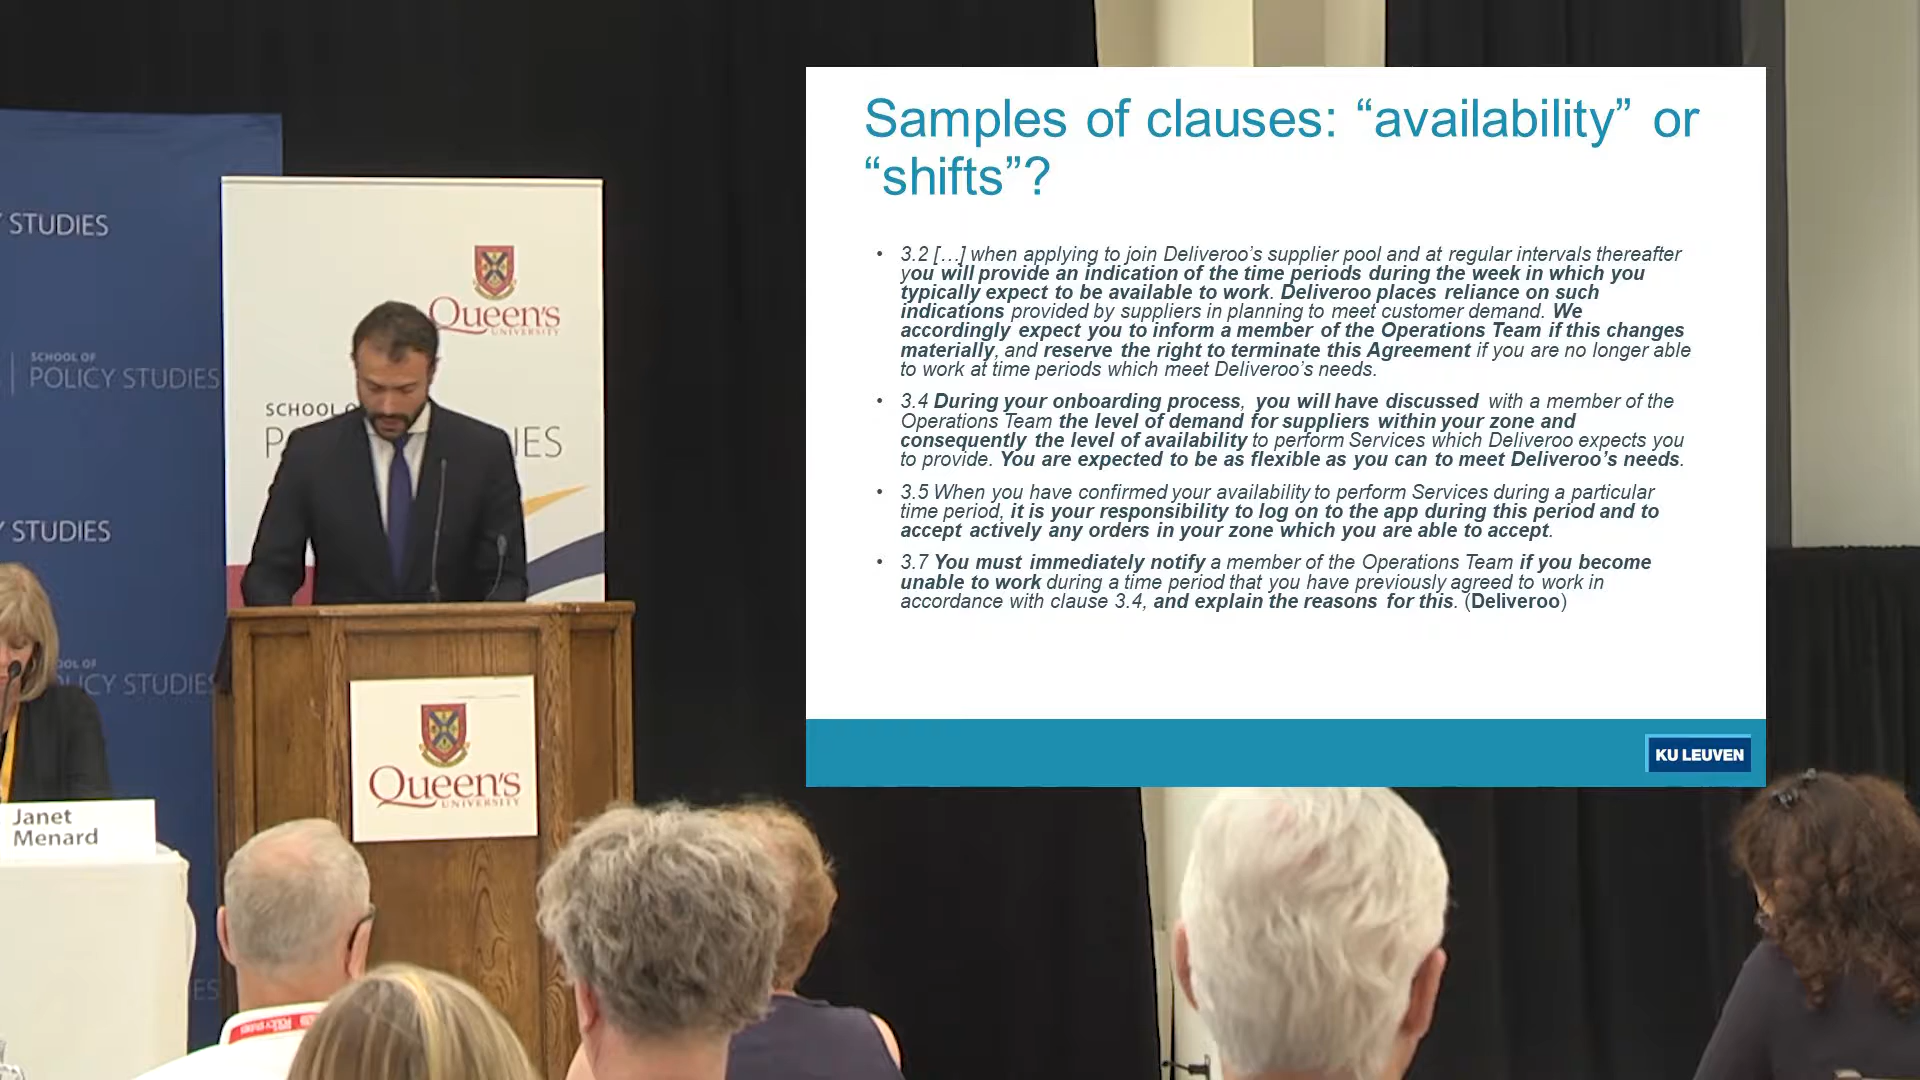 Samples of clauses: “availability” or
“shifts”?
• 3.2 […] when applying to join Deliveroo’s supplier pool and at regular intervals thereafter
you will provide an indication of the time periods during the week in which you
typically expect to be available to work. Deliveroo places reliance on such
indications provided by suppliers in planning to meet customer demand. We
accordingly expect you to inform a member of the Operations Team if this changes
materially, and reserve the right to terminate this Agreement if you are no longer able
to work at time periods which meet Deliveroo’s needs.
• 3.4 During your onboarding process, you will have discussed with a member of the
Operations Team the level of demand for suppliers within your zone and
consequently the level of availability to perform Services which Deliveroo expects you
to provide. You are expected to be as flexible as you can to meet Deliveroo’s needs.
• 3.5 When you have confirmed your availability to perform Services during a particular
time period, it is your responsibility to log on to the app during this period and to
accept actively any orders in your zone which you are able to accept.
• 3.7 You must immediately notify a member of the Operations Team if you become
unable to work during a time period that you have previously agreed to work in
accordance with clause 3.4, and explain the reasons for this. (Deliveroo)
KU LEUVEN
STUDIES
SCHOOL OF
POLICY STUDIES
STUDIES
OOL OF
STUDIES
Queen's
UNIVERSITY
SCHOOL
Queen's
UNIVERSITY
Janet
Menard